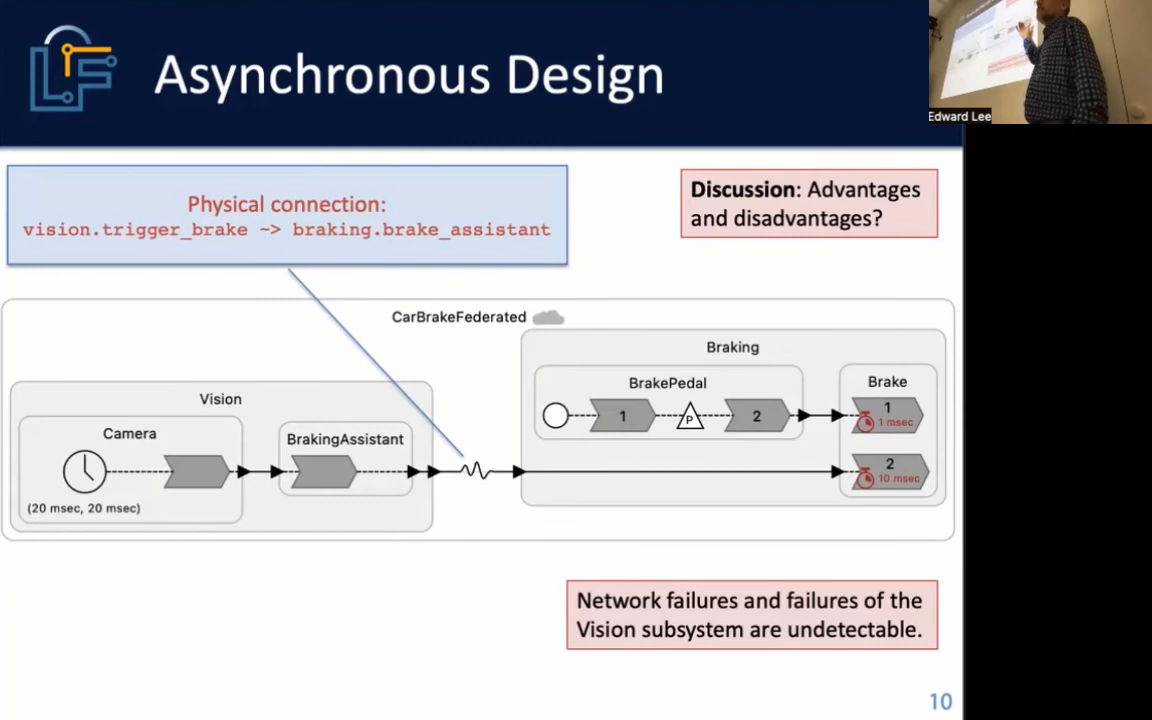 Asynchronous Design
Edward Lee
Physical connection:
vision.trigger_brake ~> braking.brake_assistant
Discussion: Advantages
and disadvantages?
CarBrakeFederated
Braking
BrakePedal
Brake
1
P
2
1
1 msec
Vision
Camera
BrakingAssistant
2
10 msec
(20 msec, 20 msec)
Network failures and failures of the
Vision subsystem are undetectable.
10